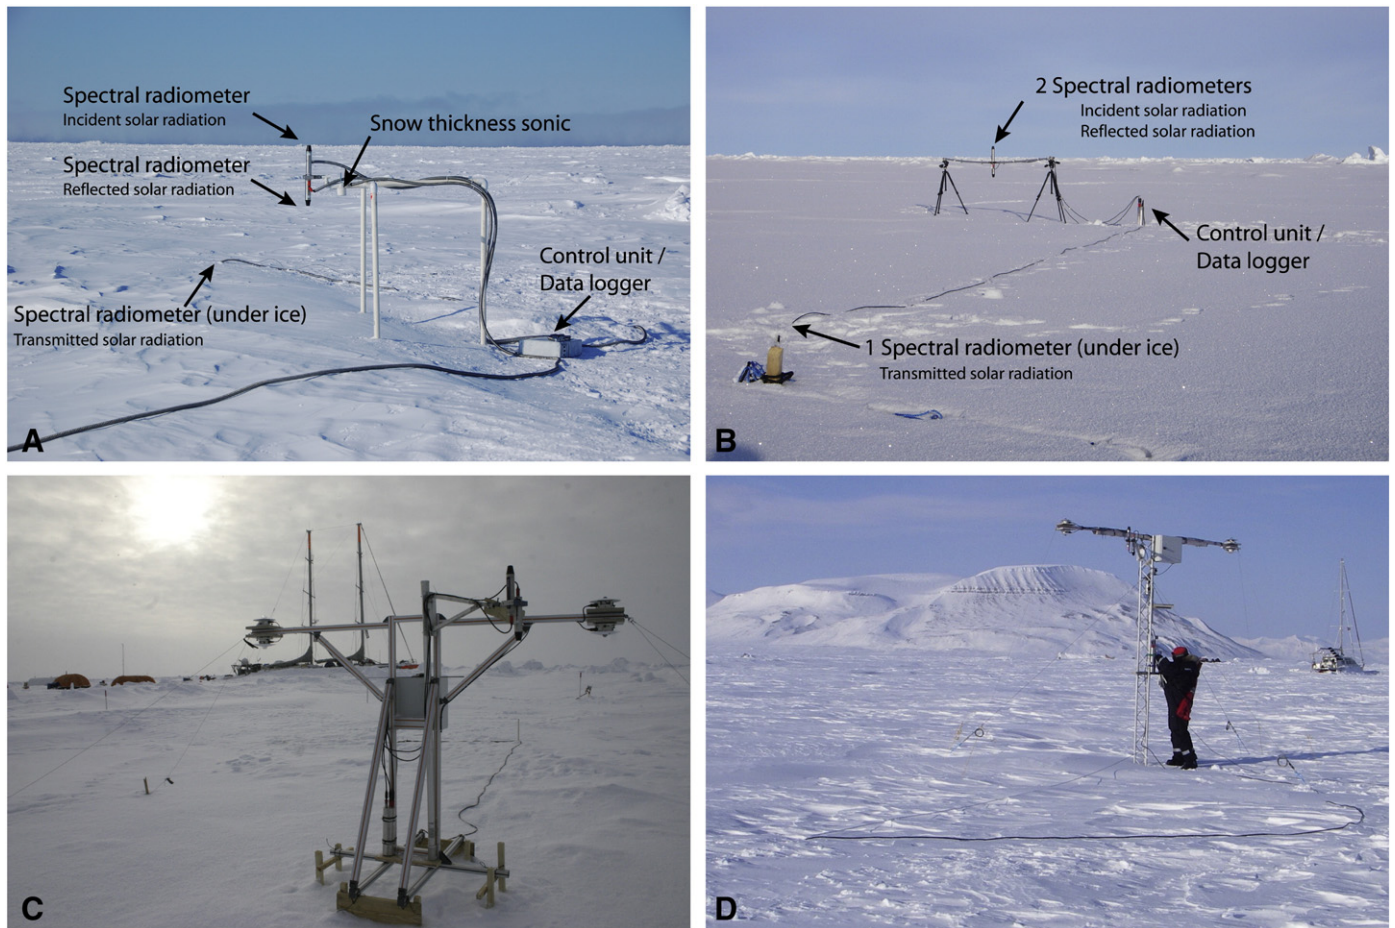 Spectral radiometer
Incident solar radiation
Snow thickness sonic
Spectral radiometer
Reflected solar radiation
Control unit /
Data logger
Spectral radiometer (under ice)
Transmitted solar radiation
A
2 Spectral radiometers
Incident solar radiation
Reflected solar radiation
Control unit /
Data logger
1 Spectral radiometer (under ice)
Transmitted solar radiation
B
C
D